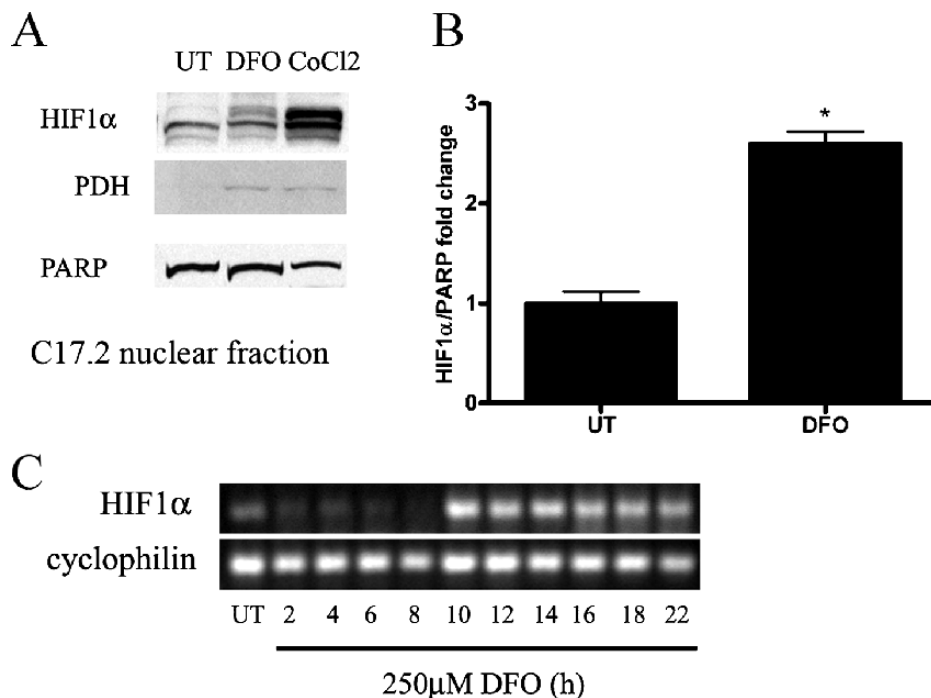 A
UT DFO CoCl2
HIF1α
PDH
PARP
C17.2 nuclear fraction
B
HIF1α/PARP fold change
3
2
1
0
*
UT DFO
C
HIF1α
cyclophilin
UT 2 4 6 8 10 12 14 16 18 22
250μM DFO (h)